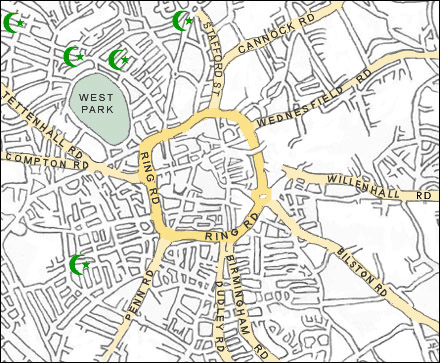 STAFFORD ST
CANNOCK RD
WEDNESFIELD RD
WEST
PARK
TETTENHALL RD
COMPTON RD
RING RD
WILLENHALL RD
RING RD
BILSTON RD
PENN RD
DUDLEY RD
BIRMINGHAM RD